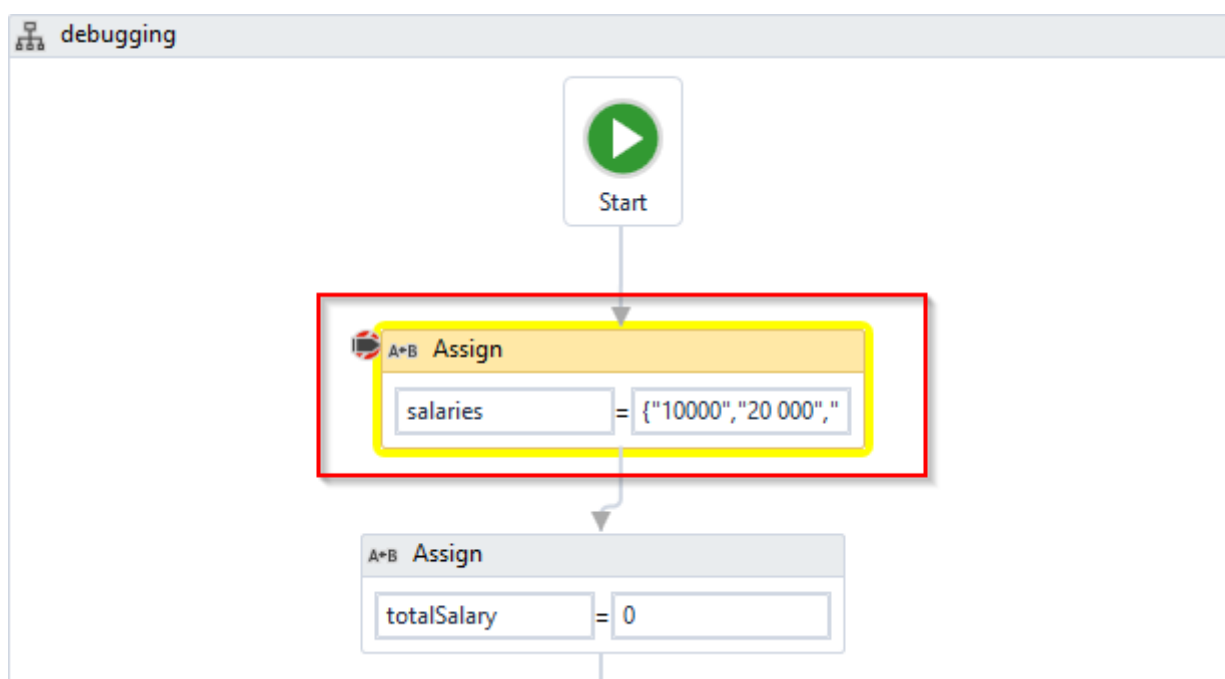 debugging
Start
A+B Assign
salaries = {"10000","20 000","
A+B Assign
totalSalary = 0